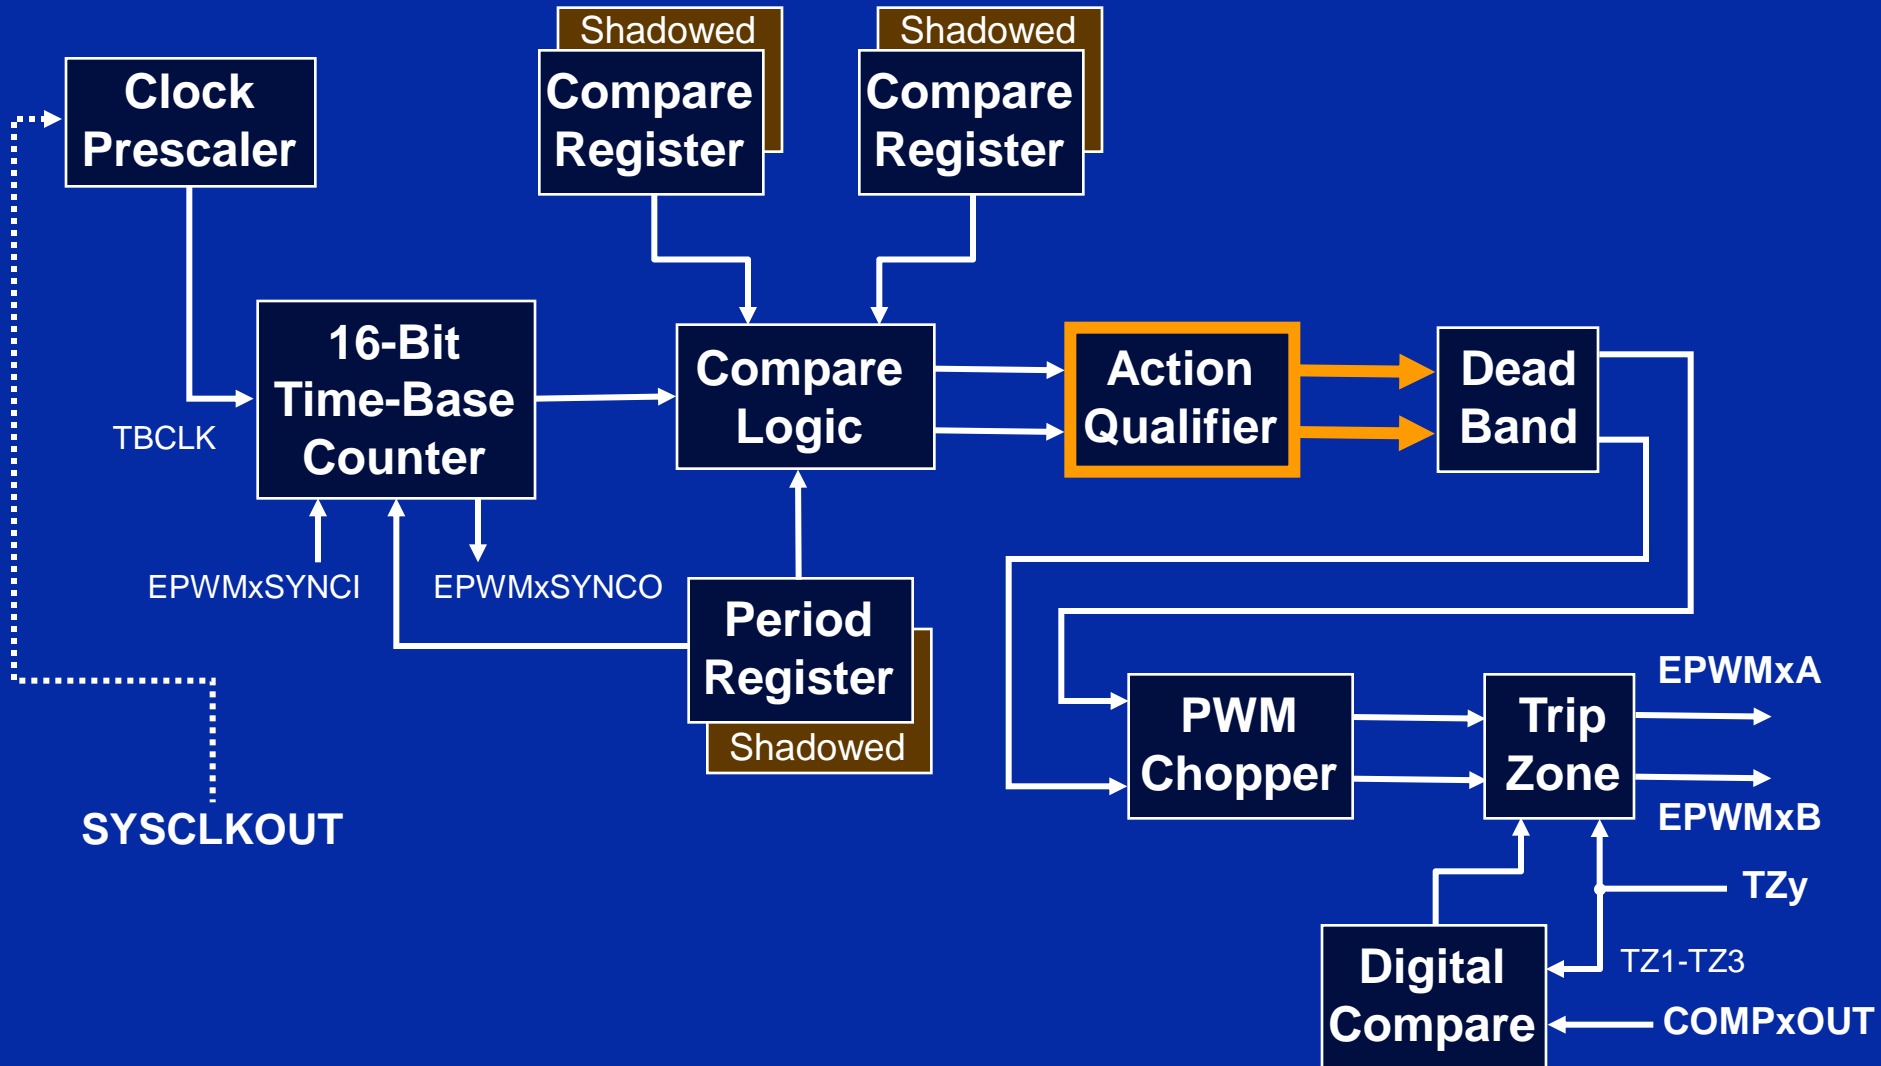 Shadowed
Compare
Register
Shadowed
Compare
Register
Clock
Prescaler
16-Bit
Time-Base
Counter
TBCLK
Compare
Logic
Action
Qualifier
Dead
Band
EPWMxSYNCI
EPWMxSYNCO
Period
Register
Shadowed
SYSCLKOUT
PWM
Chopper
Trip
Zone
EPWMxA
EPWMxB
TZy
TZ1-TZ3
Digital
Compare
COMPxOUT